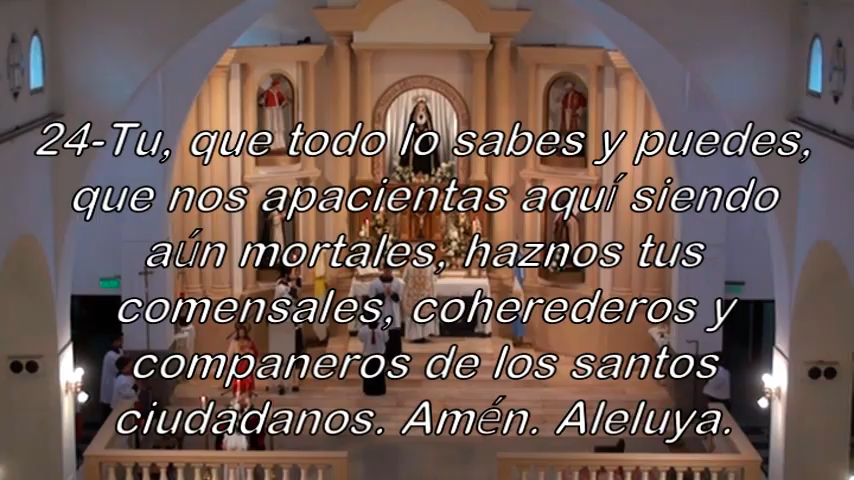 24-Tu, que todo lo sabes y puedes,
que nos apacientas aquí siendo
aún mortales, haznos tus
comensales, coherederos y
companeros de los santos
ciudadanos. Amén. Aleluya.